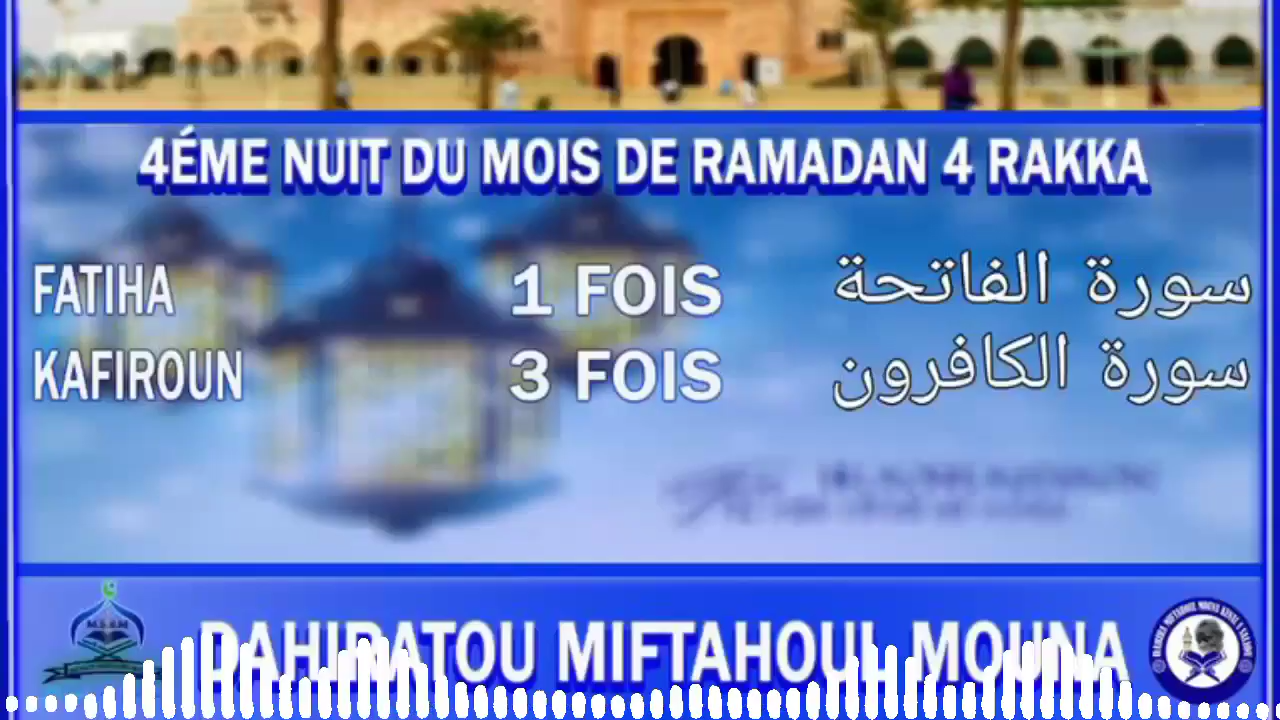 4ÉME NUIT DU MOIS DE RAMADAN 4 RAKKA
FATIHA 1 FOIS سورة الفاتحة
KAFIROUN 3 FOIS سورة الكافرون
DAHIRATOU MIFTAHOUL MOUNA